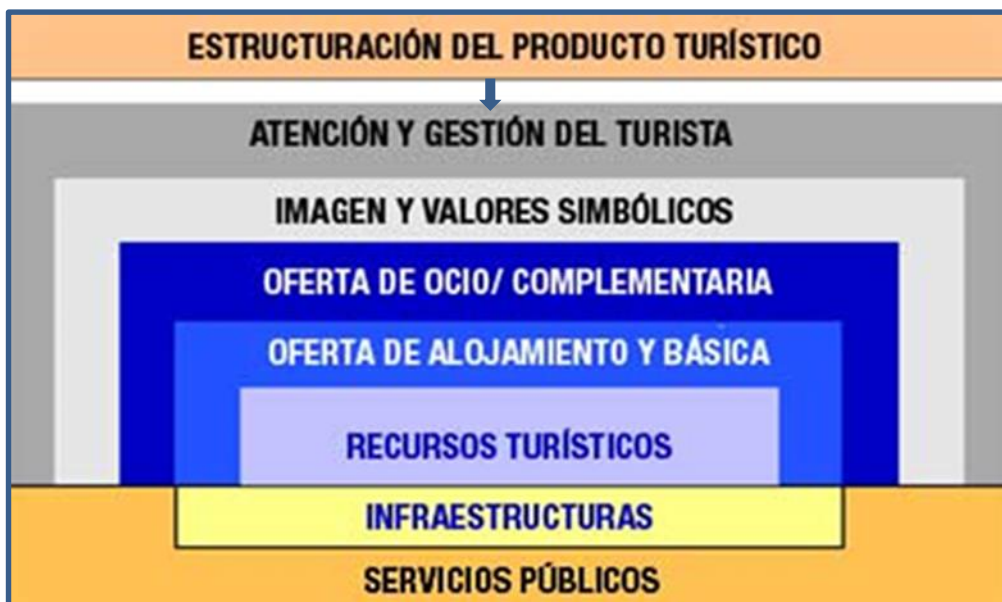 ESTRUCTURACIÓN DEL PRODUCTO TURÍSTICO
ATENCIÓN Y GESTIÓN DEL TURISTA
IMAGEN Y VALORES SIMBÓLICOS
OFERTA DE OCIO/ COMPLEMENTARIA
OFERTA DE ALOJAMIENTO Y BÁSICA
RECURSOS TURÍSTICOS
INFRAESTRUCTURAS
SERVICIOS PÚBLICOS